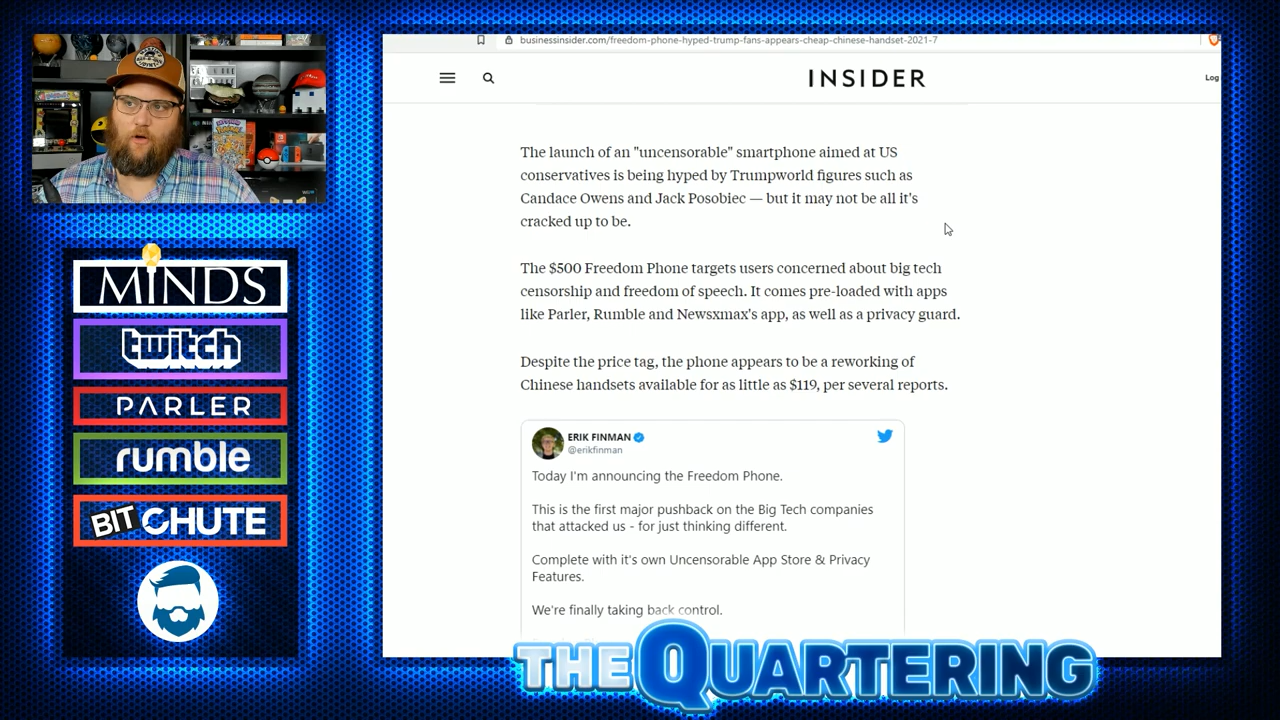 businessinsider.com/freedom-phone-hyped-trump-fans-appears-cheap-chinese-handset-2021-7
INSIDER
Log
The launch of an "uncensorable" smartphone aimed at US
conservatives is being hyped by Trumpworld figures such as
Candace Owens and Jack Posobiec — but it may not be all it's
cracked up to be.
The $500 Freedom Phone targets users concerned about big tech
censorship and freedom of speech. It comes pre-loaded with apps
like Parler, Rumble and Newsxmax's app, as well as a privacy guard.
Despite the price tag, the phone appears to be a reworking of
Chinese handsets available for as little as $119, per several reports.
ERIK FINMAN
@erikfinman
Today I'm announcing the Freedom Phone.
This is the first major pushback on the Big Tech companies
that attacked us - for just thinking different.
Complete with it's own Uncensorable App Store & Privacy
Features.
We're finally taking back control.
MINDS
twitch
PARLER
rumble
BIT CHUTE
THE QUARTERING